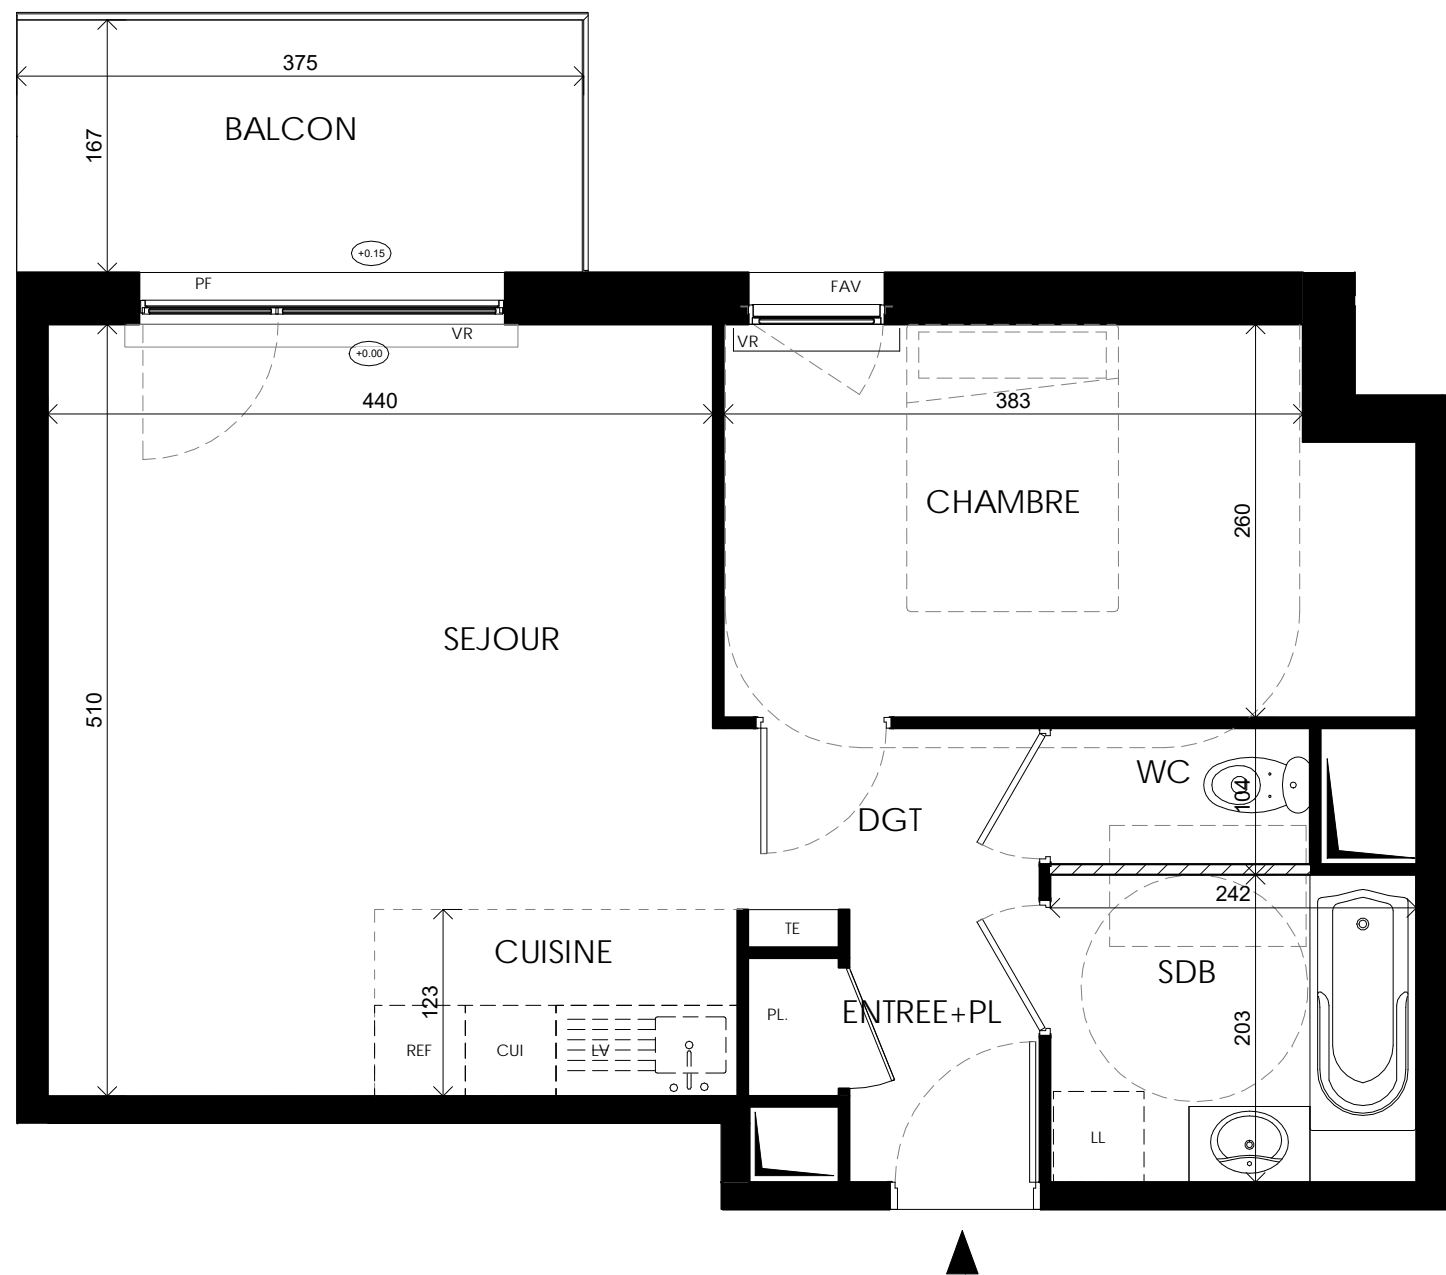 375
BALCON
167
+0.15
PF
FAV
VR
+0.00
VR
440
383
CHAMBRE
260
SEJOUR
510
WC
104
DGT
242
TE
CUISINE
SDB
123
PL.
ENTREE+PL
203
REF
CUI
LV
LL